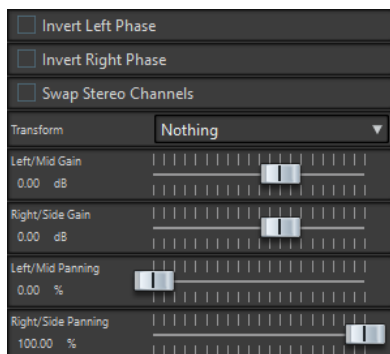 Invert Left Phase
Invert Right Phase
Swap Stereo Channels
Transform Nothing
Left/Mid Gain
0.00 dB
Right/Side Gain
0.00 dB
Left/Mid Panning
0.00 %
Right/Side Panning
100.00 %